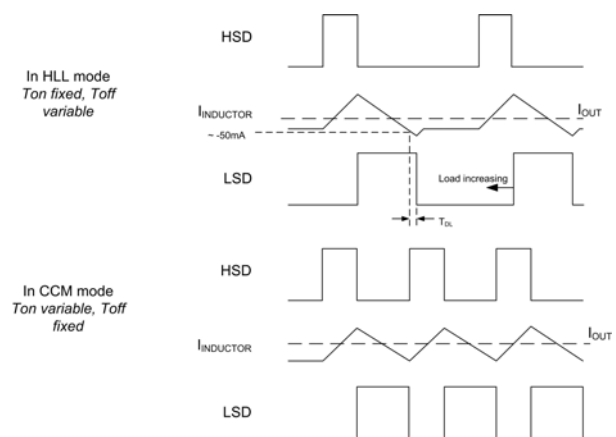 HSD
In HLL mode
Ton fixed, Toff
variable
IINDUCTOR
IOUT
~ -50mA
LSD
Load increasing
TDL
HSD
In CCM mode
Ton variable, Toff
fixed
IINDUCTOR
IOUT
LSD